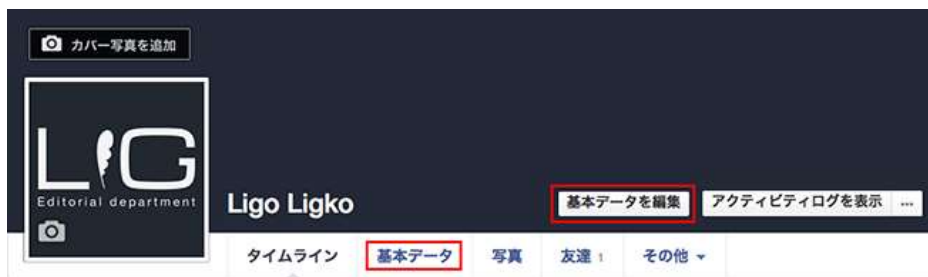 カバー写真を追加
LIG
Editorial department
Ligo Ligko
基本データを編集
アクティビティログを表示 ...
タイムライン 基本データ 写真 友達 1 その他